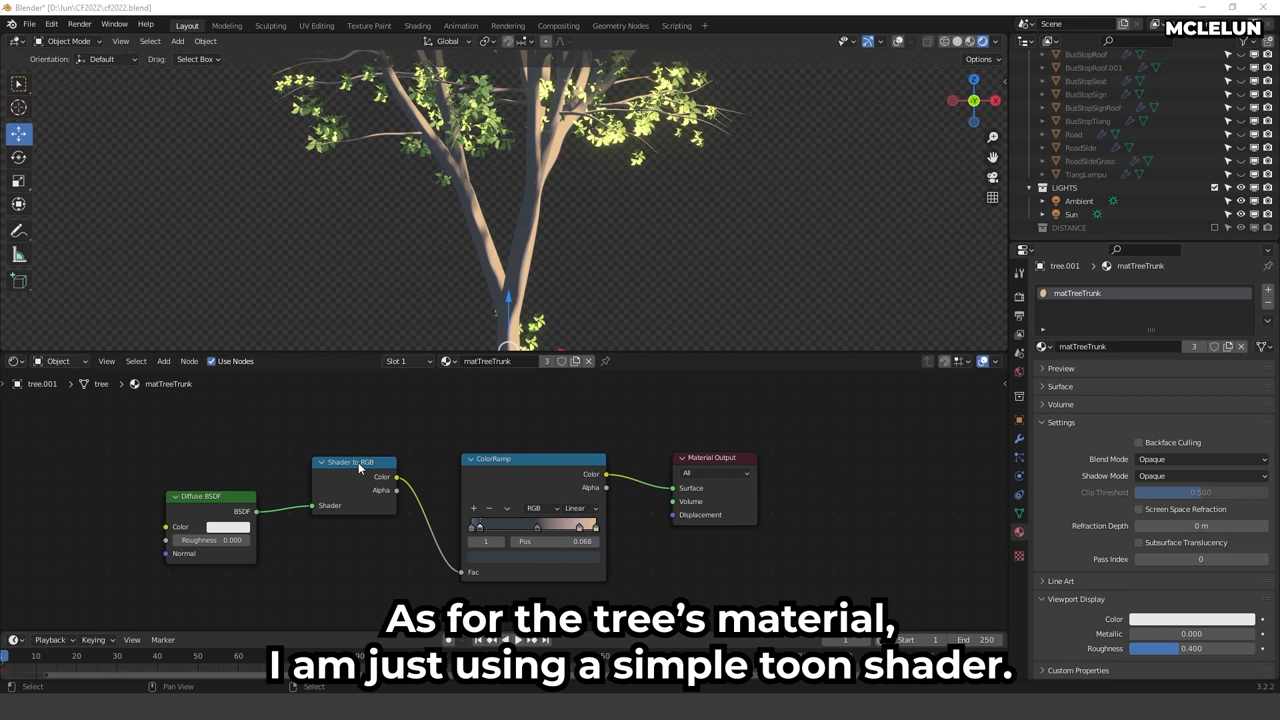 Blender* [D:\lun\CF2022\cf2022.blend]
File Edit Render Window Help Layout Modeling Sculpting UV Editing Texture Paint Shading Animation Rendering Compositing Geometry Nodes Scripting + Scene
MCLELUN
Object Mode View Select Add Object Global
Orientation: Default Drag: Select Box Options
Z
Y
X
BusStopRoof
BusStopRoof.001
BusStopSeat
BusStopSign
BusStopSignRoof
BusStopTiang
Road
RoadSide
RoadSideGrass
TiangLampu
LIGHTS
Ambient
Sun
DISTANCE
tree.001 > matTreeTrunk
matTreeTrunk
matTreeTrunk 3
Preview
Surface
Volume
Settings
Backface Culling
Blend Mode Opaque
Shadow Mode Opaque
Clip Threshold 0.500
Screen Space Refraction
Refraction Depth 0 m
Subsurface Translucency
Pass Index 0
Line Art
Viewport Display
Color
Metallic 0.000
Roughness 0.400
Custom Properties
Object View Select Add Node Use Nodes Slot 1 matTreeTrunk 3
tree.001 > tree > matTreeTrunk
Diffuse BSDF
BSDF
Color
Roughness 0.000
Normal
Shader to RGB
Color
Alpha
Shader
ColorRamp
Color
Alpha
+ − RGB Linear
1 Pos 0.068
Fac
Material Output
All
Surface
Volume
Displacement
As for the tree's material,
I am just using a simple toon shader.
Playback Keying View Marker 1 Start 1 End 250
10 20 30 40 50
Select Pan View Select 3.2.2